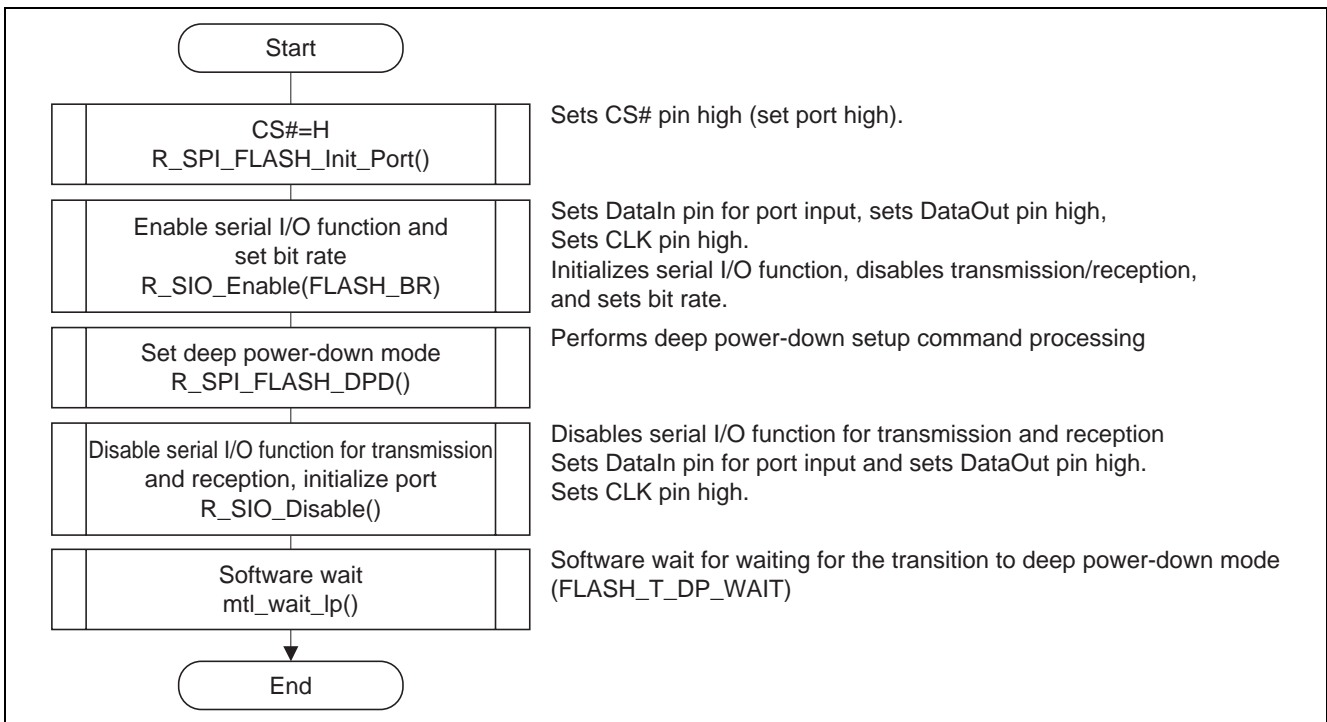 Start
CS#=H
R_SPI_FLASH_Init_Port()
Sets CS# pin high (set port high).
Enable serial I/O function and
set bit rate
R_SIO_Enable(FLASH_BR)
Sets DataIn pin for port input, sets DataOut pin high,
Sets CLK pin high.
Initializes serial I/O function, disables transmission/reception,
and sets bit rate.
Set deep power-down mode
R_SPI_FLASH_DPD()
Performs deep power-down setup command processing
Disable serial I/O function for transmission
and reception, initialize port
R_SIO_Disable()
Disables serial I/O function for transmission and reception
Sets DataIn pin for port input and sets DataOut pin high.
Sets CLK pin high.
Software wait
mtl_wait_lp()
Software wait for waiting for the transition to deep power-down mode
(FLASH_T_DP_WAIT)
End